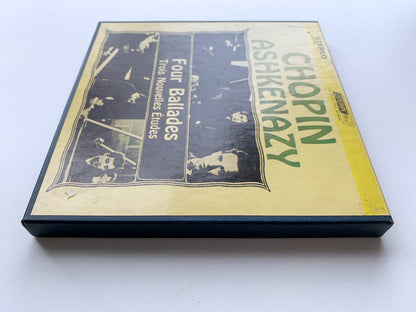 STEREO
CHOPIN
ASHKENAZY
Four Ballades
Trois Nouvelles Études